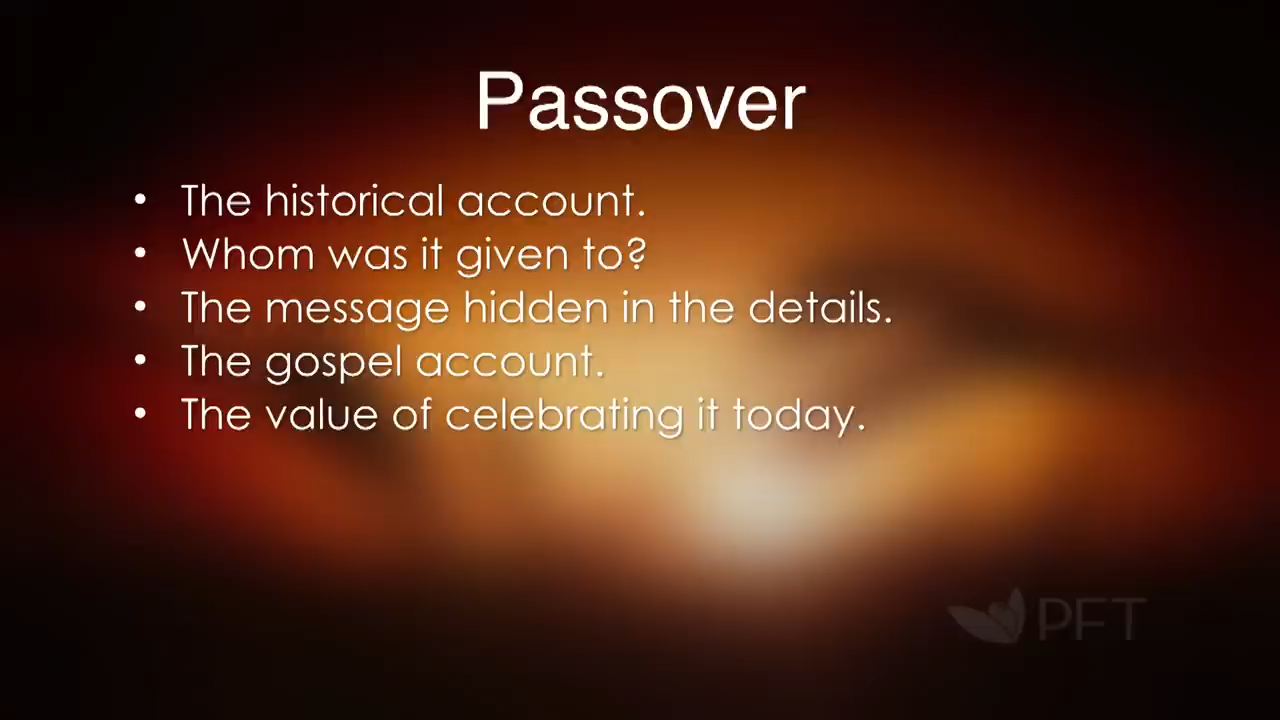 Passover
• The historical account.
• Whom was it given to?
• The message hidden in the details.
• The gospel account.
• The value of celebrating it today.
PFT